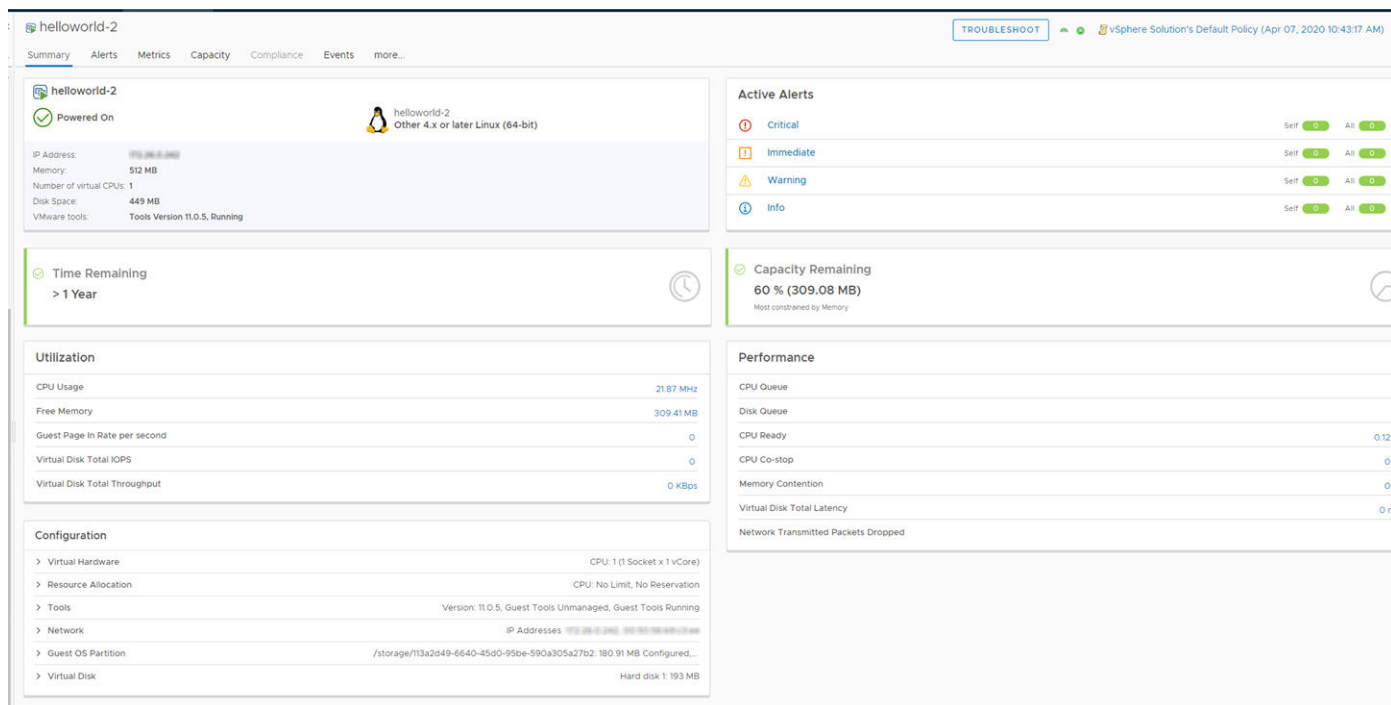 helloworld-2
TROUBLESHOOT
vSphere Solution's Default Policy (Apr 07, 2020 10:43:17 AM)
Summary Alerts Metrics Capacity Compliance Events more...
helloworld-2
Powered On
helloworld-2
Other 4.x or later Linux (64-bit)
IP Address:
Memory: 512 MB
Number of virtual CPUs: 1
Disk Space: 449 MB
VMware tools: Tools Version 11.0.5, Running
Active Alerts
Critical Self 0 All 0
Immediate Self 0 All 0
Warning Self 0 All 0
Info Self 0 All 0
Time Remaining
> 1 Year
Capacity Remaining
60 % (309.08 MB)
Most constrained by Memory
Utilization
CPU Usage 21.87 MHz
Free Memory 309.41 MB
Guest Page In Rate per second 0
Virtual Disk Total IOPS 0
Virtual Disk Total Throughput 0 KBps
Performance
CPU Queue
Disk Queue
CPU Ready 0.12
CPU Co-stop 0
Memory Contention 0
Virtual Disk Total Latency 0
Network Transmitted Packets Dropped
Configuration
> Virtual Hardware CPU: 1 (1 Socket x 1 vCore)
> Resource Allocation CPU: No Limit, No Reservation
> Tools Version: 11.0.5, Guest Tools Unmanaged, Guest Tools Running
> Network IP Addresses
> Guest OS Partition /storage/113a2d49-6640-45d0-95be-590a305a27b2: 180.91 MB Configured,...
> Virtual Disk Hard disk 1: 193 MB